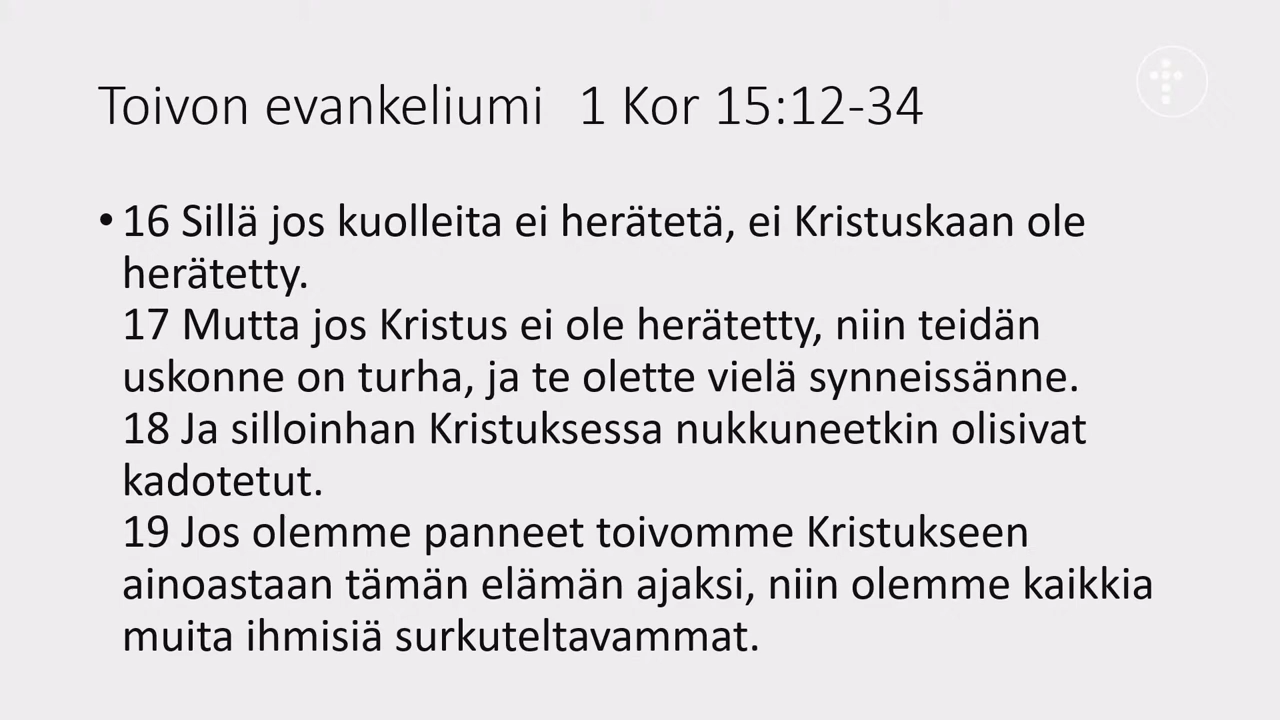 Toivon evankeliumi 1 Kor 15:12-34
• 16 Sillä jos kuolleita ei herätetä, ei Kristuskaan ole
herätetty.
17 Mutta jos Kristus ei ole herätetty, niin teidän
uskonne on turha, ja te olette vielä synneissänne.
18 Ja silloinhan Kristuksessa nukkuneetkin olisivat
kadotetut.
19 Jos olemme panneet toivomme Kristukseen
ainoastaan tämän elämän ajaksi, niin olemme kaikkia
muita ihmisiä surkuteltavammat.